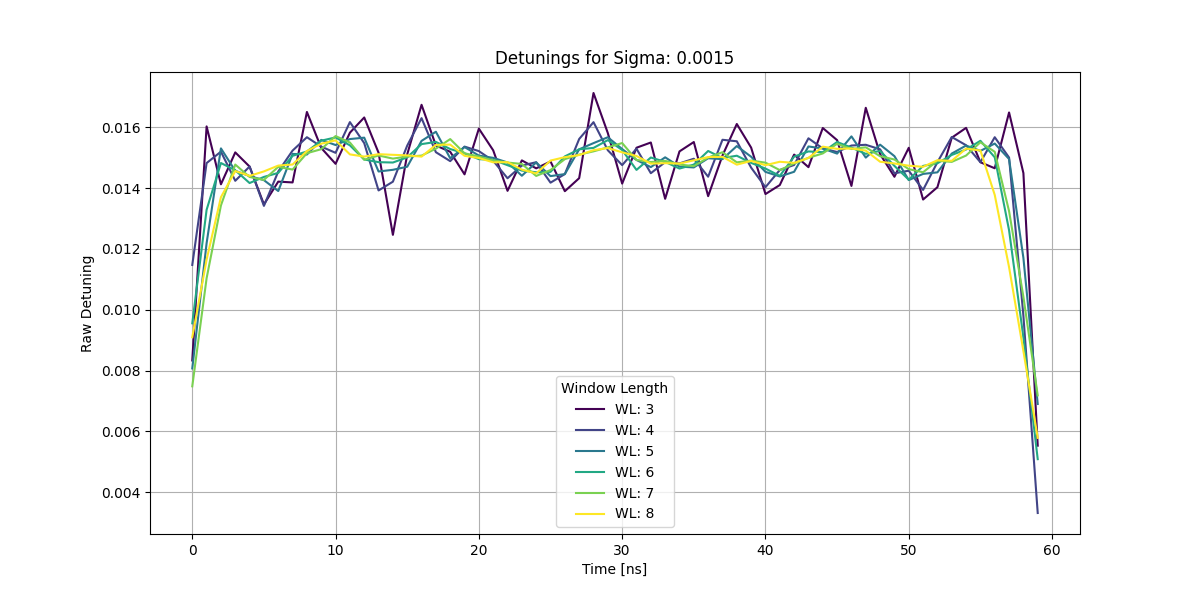 Detunings for Sigma: 0.0015
Raw Detuning
0.016
0.014
0.012
0.010
0.008
0.006
0.004
Window Length
WL: 3
WL: 4
WL: 5
WL: 6
WL: 7
WL: 8
0 10 20 30 40 50 60
Time [ns]